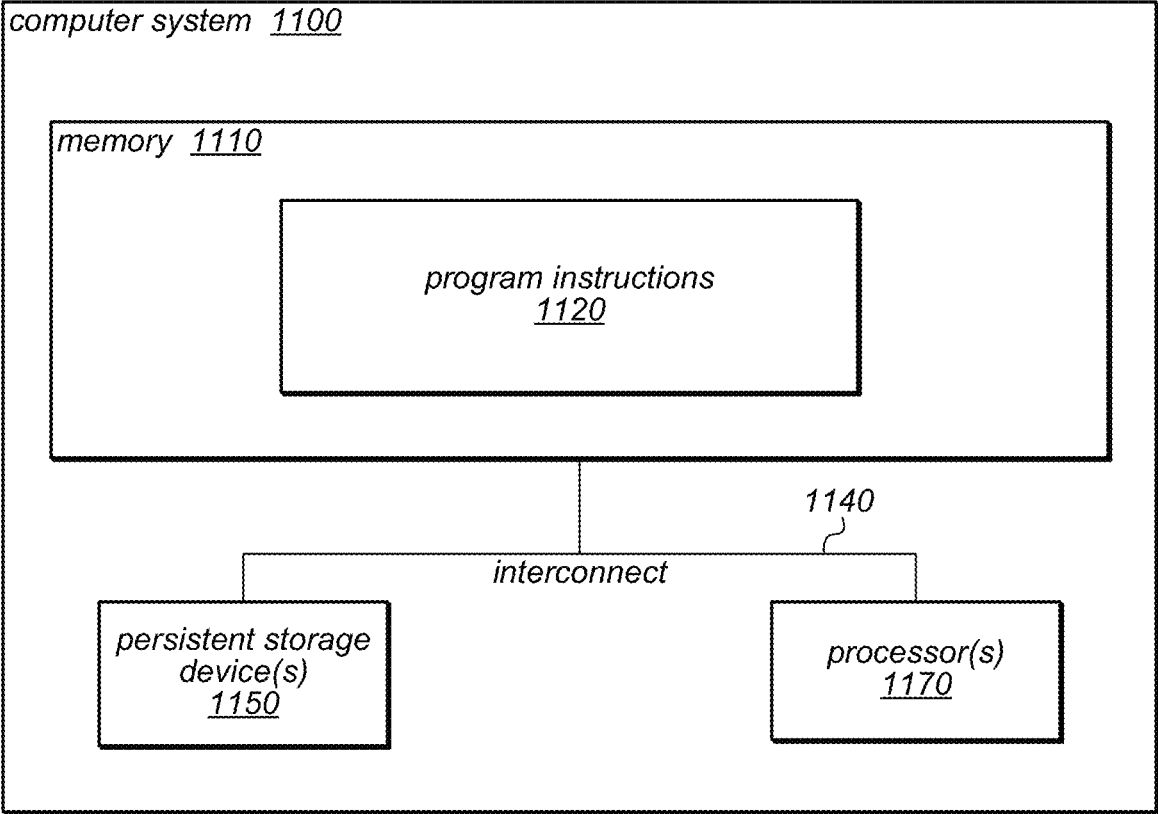 computer system 1100
memory 1110
program instructions
1120
1140
interconnect
persistent storage
device(s)
1150
processor(s)
1170